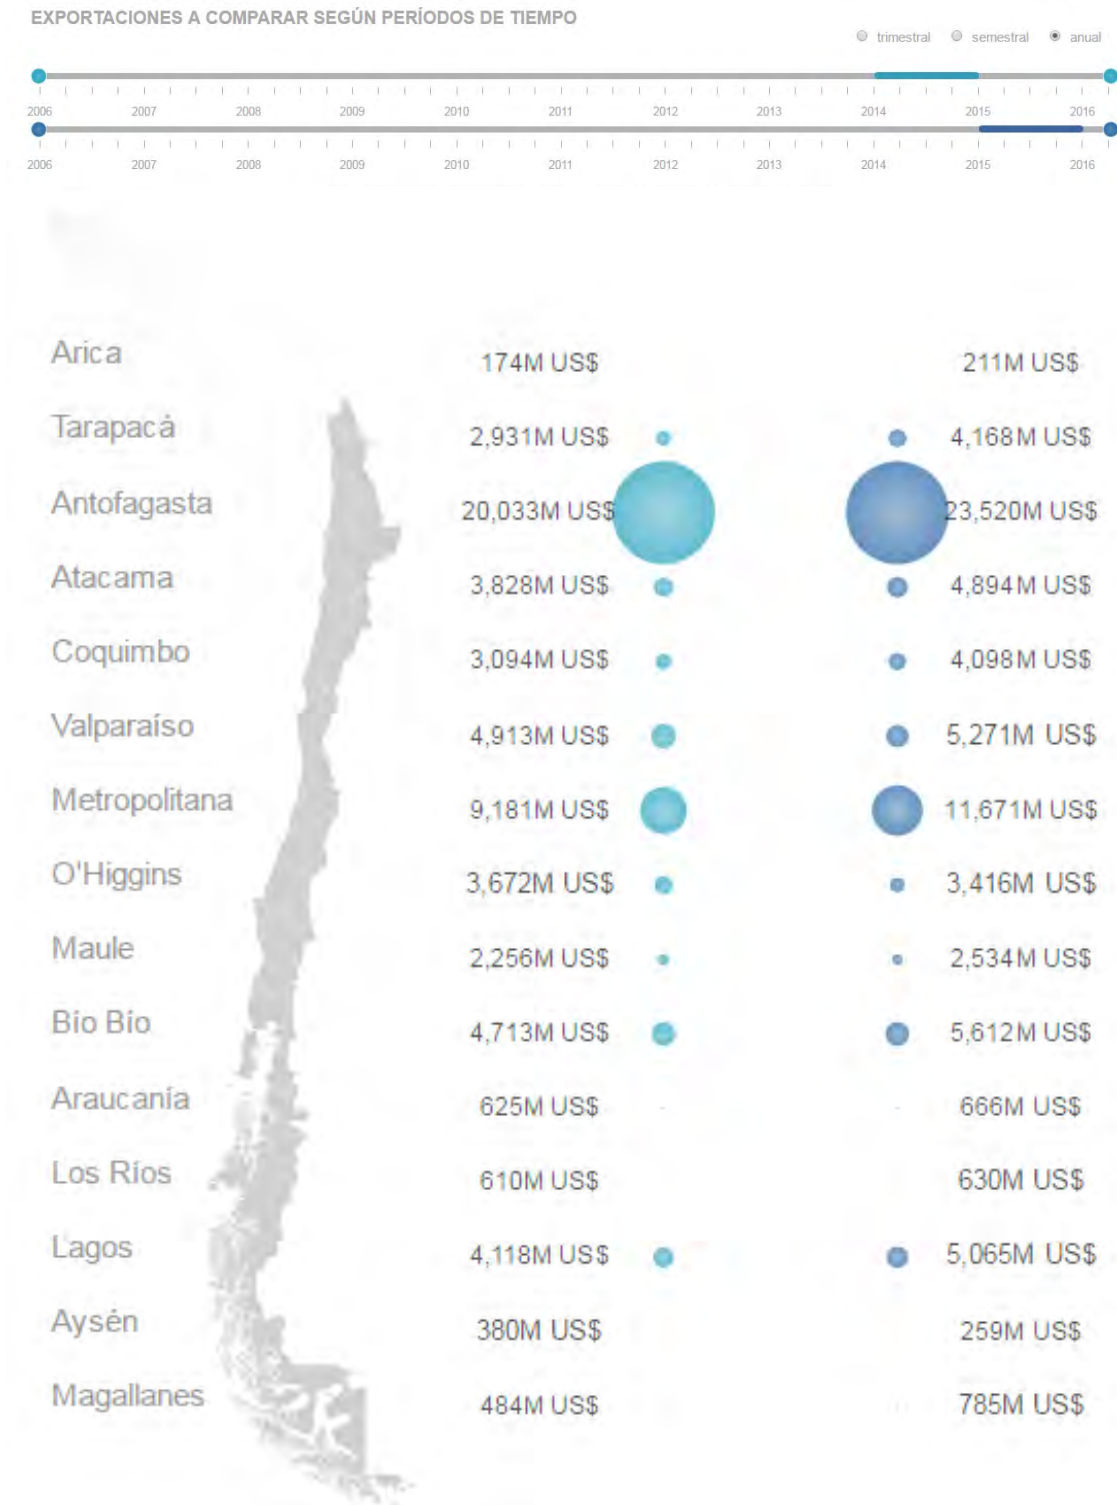 EXPORTACIONES A COMPARAR SEGÚN PERÍODOS DE TIEMPO
trimestral semestral anual
2006 2007 2008 2009 2010 2011 2012 2013 2014 2015 2016
2006 2007 2008 2009 2010 2011 2012 2013 2014 2015 2016
Arica 174M US$ 211M US$
Tarapacá 2,931M US$ 4,168M US$
Antofagasta 20,033M US$ 23,520M US$
Atacama 3,828M US$ 4,894M US$
Coquimbo 3,094M US$ 4,098M US$
Valparaíso 4,913M US$ 5,271M US$
Metropolitana 9,181M US$ 11,671M US$
O'Higgins 3,672M US$ 3,416M US$
Maule 2,256M US$ 2,534M US$
Bío Bío 4,713M US$ 5,612M US$
Araucanía 625M US$ 666M US$
Los Ríos 610M US$ 630M US$
Lagos 4,118M US$ 5,065M US$
Aysén 380M US$ 259M US$
Magallanes 484M US$ 785M US$